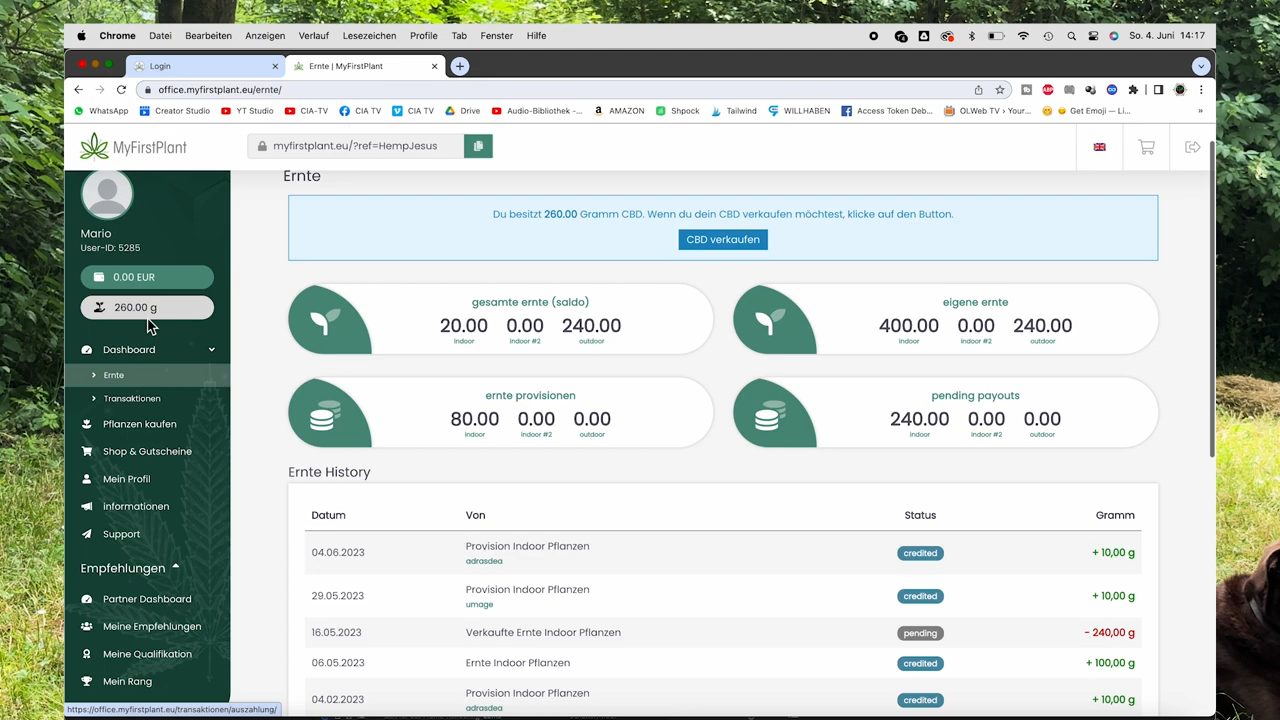 Chrome Datei Bearbeiten Anzeigen Verlauf Lesezeichen Profile Tab Fenster Hilfe So. 4. Juni 14:17
Login Ernte | MyFirstPlant
office.myfirstplant.eu/ernte/
WhatsApp Creator Studio YT Studio CIA-TV CIA TV CIA TV Drive Audio-Bibliothek -... AMAZON Shpock Tailwind WILLHABEN Access Token Deb... OLWeb TV › Your... Get Emoji — Li... »
MyFirstPlant myfirstplant.eu/?ref=HempJesus
Ernte
Du besitzt 260.00 Gramm CBD. Wenn du dein CBD verkaufen möchtest, klicke auf den Button.
CBD verkaufen
Mario
User-ID: 5285
0.00 EUR
260.00 g
Dashboard
Ernte
Transaktionen
Pflanzen kaufen
Shop & Gutscheine
Mein Profil
Informationen
Support
Empfehlungen
Partner Dashboard
Meine Empfehlungen
Meine Qualifikation
Mein Rang
gesamte ernte (saldo)
20.00 0.00 240.00
indoor indoor #2 outdoor
eigene ernte
400.00 0.00 240.00
indoor indoor #2 outdoor
ernte provisionen
80.00 0.00 0.00
indoor indoor #2 outdoor
pending payouts
240.00 0.00 0.00
indoor indoor #2 outdoor
Ernte History
Datum Von Status Gramm
04.06.2023 Provision Indoor Pflanzen credited + 10,00 g
adrasdea
29.05.2023 Provision Indoor Pflanzen credited + 10,00 g
umage
16.05.2023 Verkaufte Ernte Indoor Pflanzen pending - 240,00 g
06.05.2023 Ernte Indoor Pflanzen credited + 100,00 g
04.02.2023 Provision Indoor Pflanzen credited + 10,00 g
adrasdea
https://office.myfirstplant.eu/transaktionen/auszahlung/